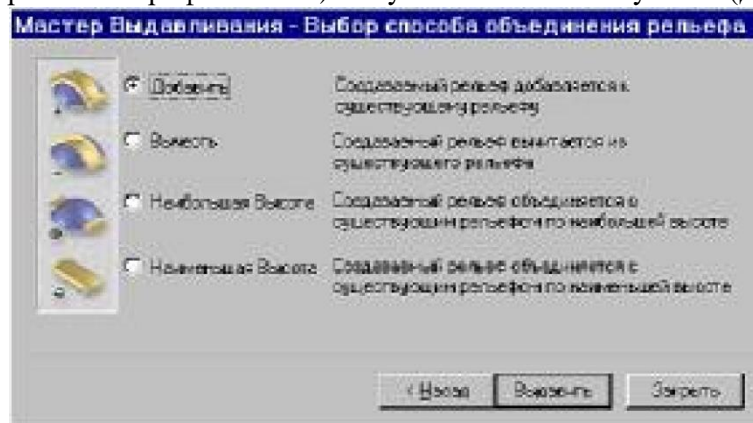 Мастер Выдавливания - Выбор способа объединения рельефа
Добавить
Создаваемый рельеф добавляется к
существующему рельефу
Вычесть
Создаваемый рельеф вычитается из
существующего рельефа
Наибольшая Высота
Создаваемый рельеф объединяется с
существующим рельефом по наибольшей высоте
Наименьшая Высота
Создаваемый рельеф объединяется с
существующим рельефом по наименьшей высоте
< Назад
Выдавить
Закрыть